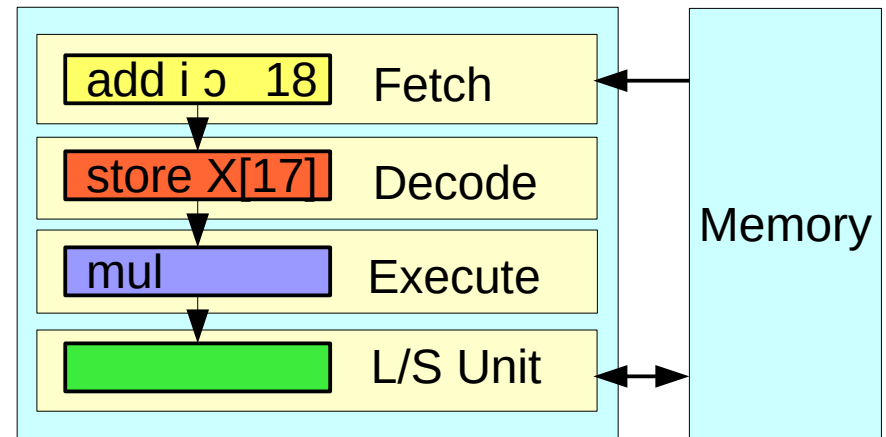 add i ɔ 18
Fetch
store X[17]
Decode
mul
Execute
L/S Unit
Memory